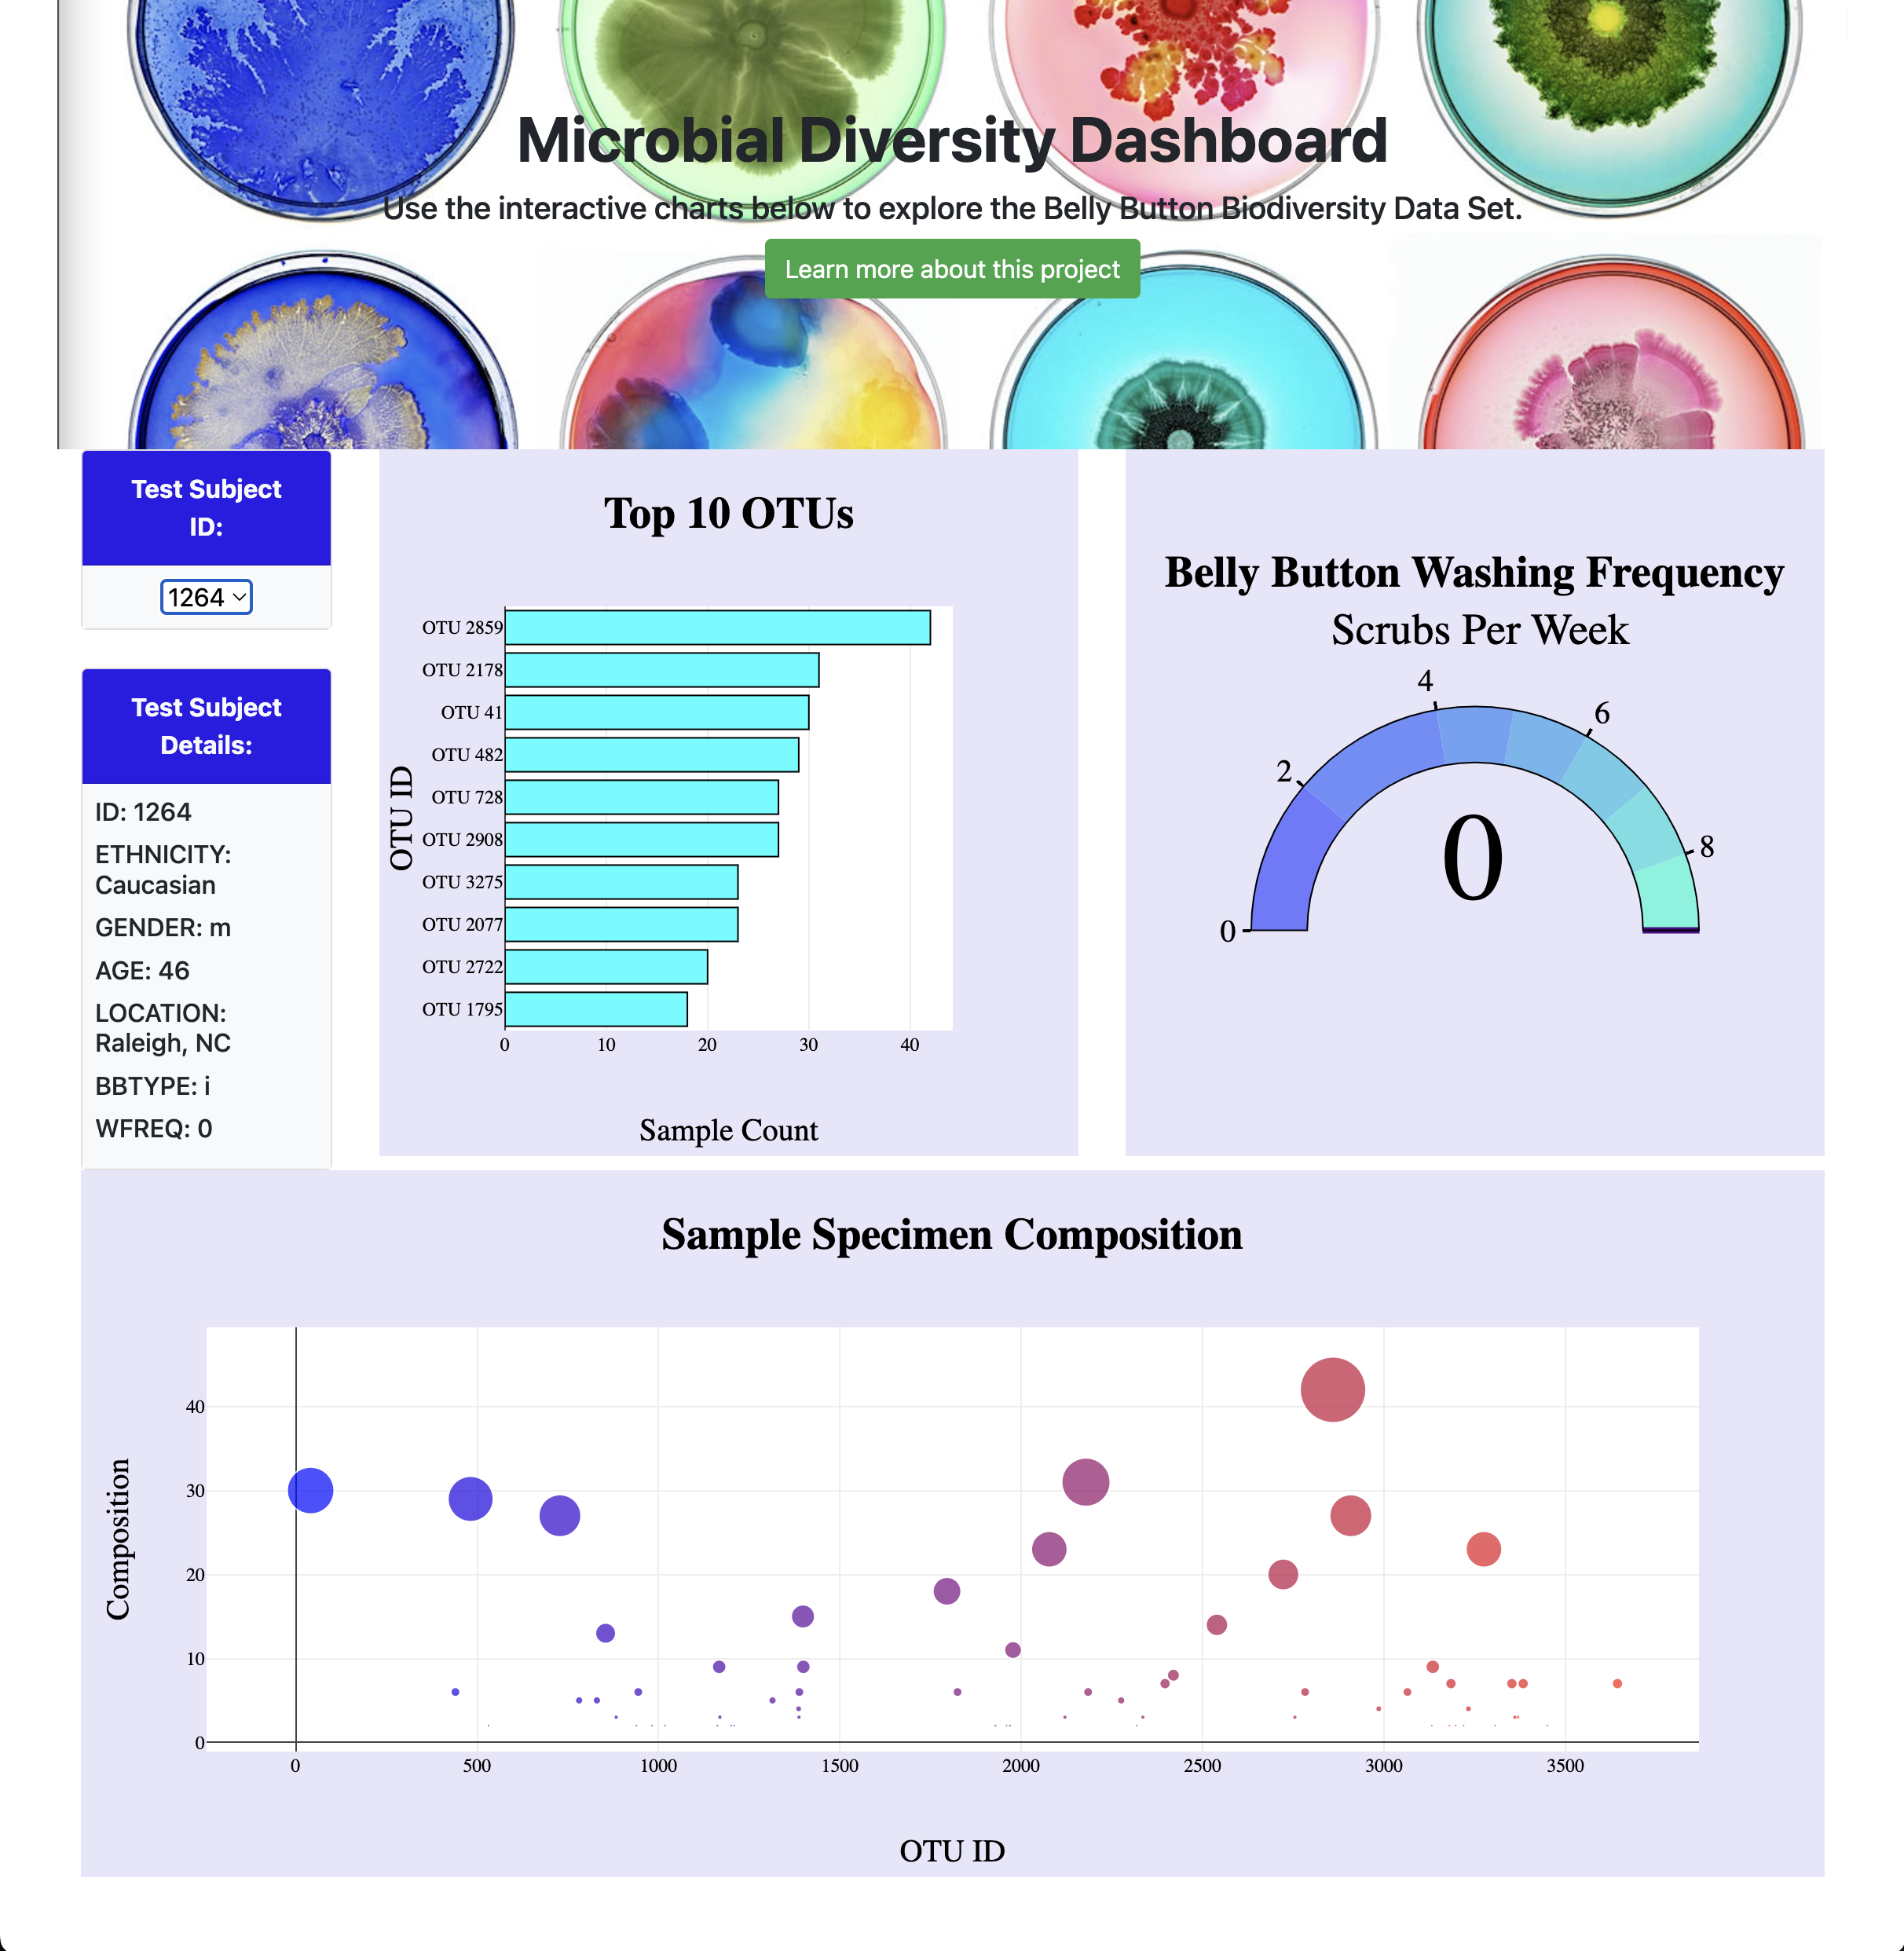 Microbial Diversity Dashboard
Use the interactive charts below to explore the Belly Button Biodiversity Data Set.
Learn more about this project
Test Subject
ID:
1264
Test Subject
Details:
ID: 1264
ETHNICITY:
Caucasian
GENDER: m
AGE: 46
LOCATION:
Raleigh, NC
BBTYPE: i
WFREQ: 0
Top 10 OTUs
OTU ID
OTU 2859
OTU 2178
OTU 41
OTU 482
OTU 728
OTU 2908
OTU 3275
OTU 2077
OTU 2722
OTU 1795
0 10 20 30 40
Sample Count
Belly Button Washing Frequency
Scrubs Per Week
0
2
4
6
8
0
Sample Specimen Composition
Composition
40
30
20
10
0
0 500 1000 1500 2000 2500 3000 3500
OTU ID